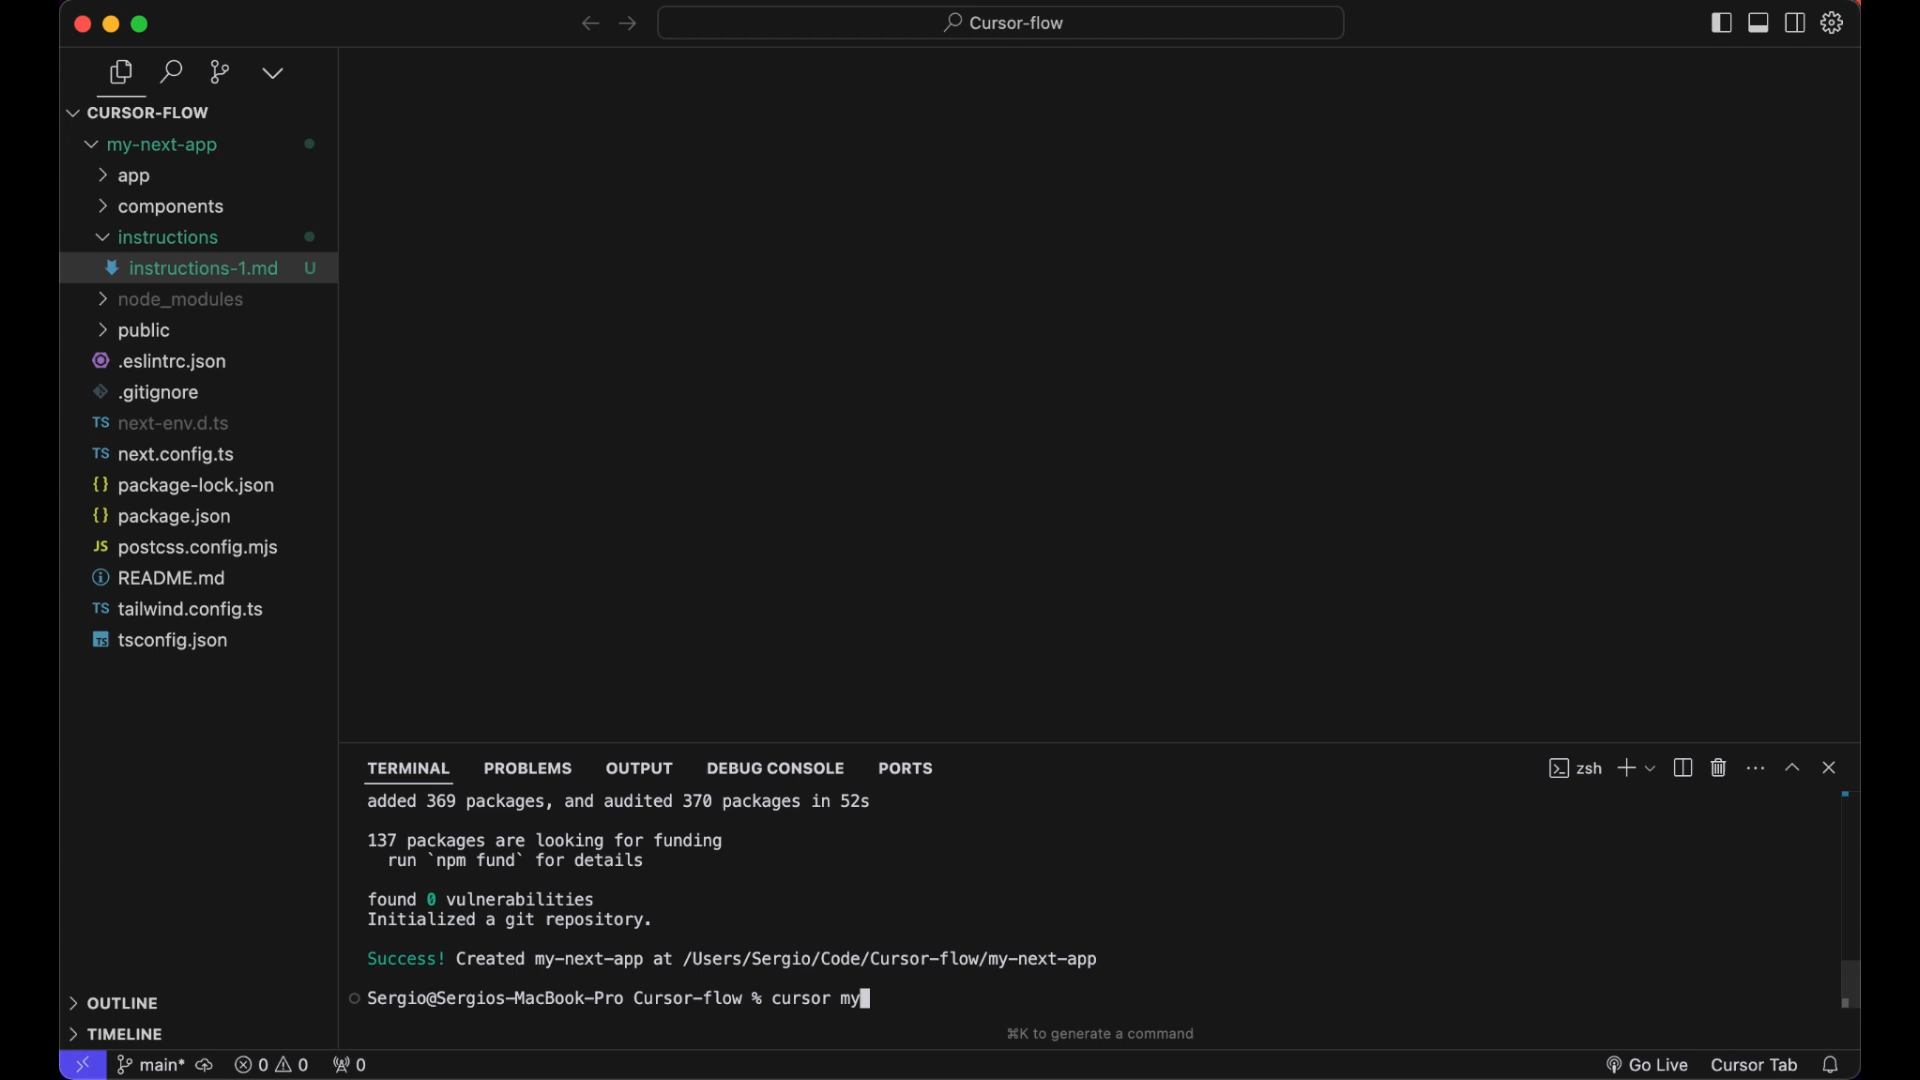 Cursor-flow
CURSOR-FLOW
my-next-app
app
components
instructions
instructions-1.md U
node_modules
public
.eslintrc.json
.gitignore
TS next-env.d.ts
TS next.config.ts
{} package-lock.json
{} package.json
JS postcss.config.mjs
README.md
TS tailwind.config.ts
TS tsconfig.json
OUTLINE
TIMELINE
TERMINAL PROBLEMS OUTPUT DEBUG CONSOLE PORTS zsh
added 369 packages, and audited 370 packages in 52s
137 packages are looking for funding
run `npm fund` for details
found 0 vulnerabilities
Initialized a git repository.
Success! Created my-next-app at /Users/Sergio/Code/Cursor-flow/my-next-app
Sergio@Sergios-MacBook-Pro Cursor-flow % cursor my
⌘K to generate a command
main* 0 0 0 Go Live Cursor Tab